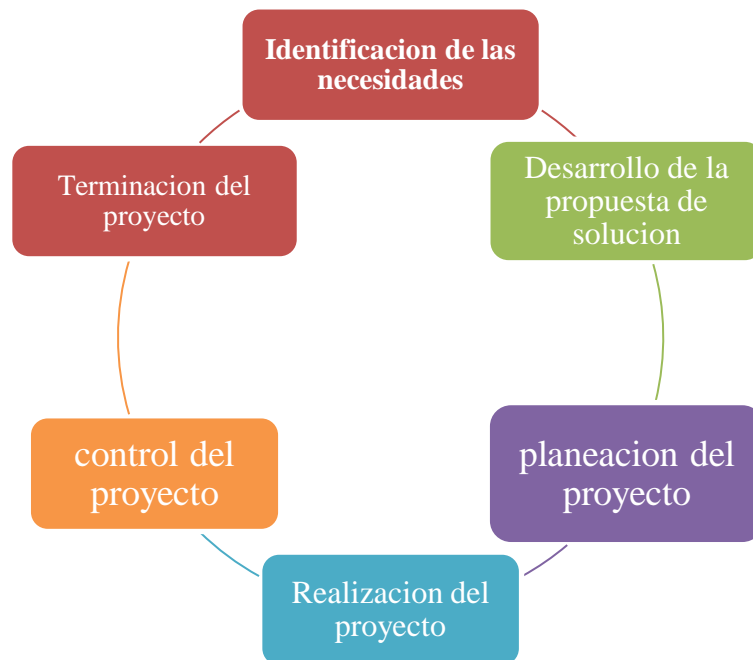 Identificacion de las
necesidades
Desarrollo de la
propuesta de
solucion
planeacion del
proyecto
Realizacion del
proyecto
control del
proyecto
Terminacion del
proyecto